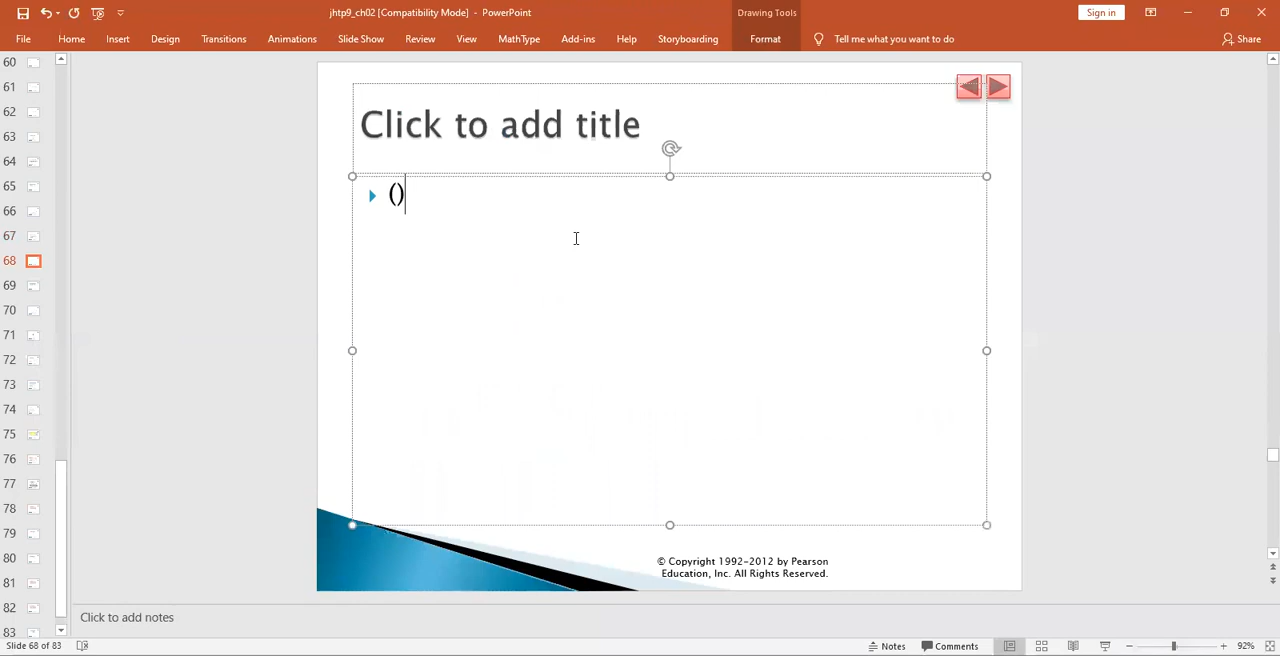 jhtp9_ch02 [Compatibility Mode] - PowerPoint
Drawing Tools
Sign in
File
Home
Insert
Design
Transitions
Animations
Slide Show
Review
View
MathType
Add-ins
Help
Storyboarding
Format
Tell me what you want to do
Share
60
61
62
63
64
65
66
67
68
69
70
71
72
73
74
75
76
77
78
79
80
81
82
83
Click to add title
()
© Copyright 1992-2012 by Pearson
Education, Inc. All Rights Reserved.
Click to add notes
Slide 68 of 83
Notes
Comments
92%